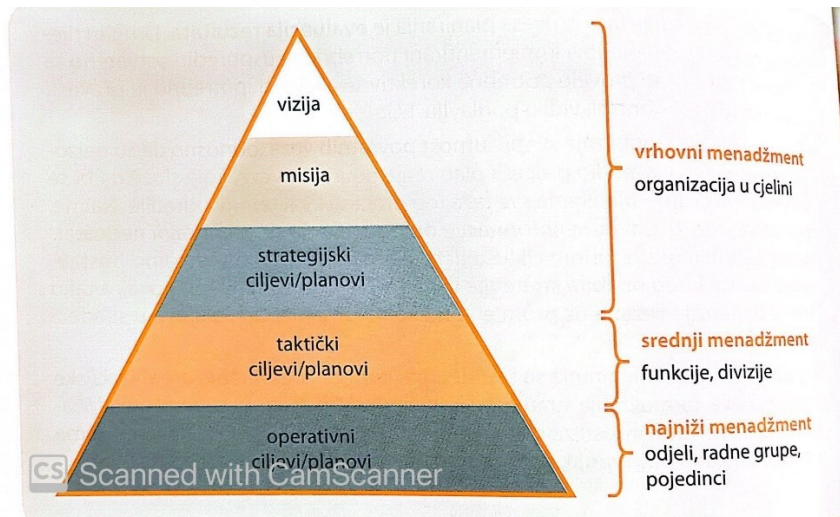 vizija
misija
strategijski
ciljevi/planovi
taktički
ciljevi/planovi
operativni
ciljevi/planovi
vrhovni menadžment
organizacija u cjelini
srednji menadžment
funkcije, divizije
najniži menadžment
odjeli, radne grupe,
pojedinci
CS Scanned with CamScanner